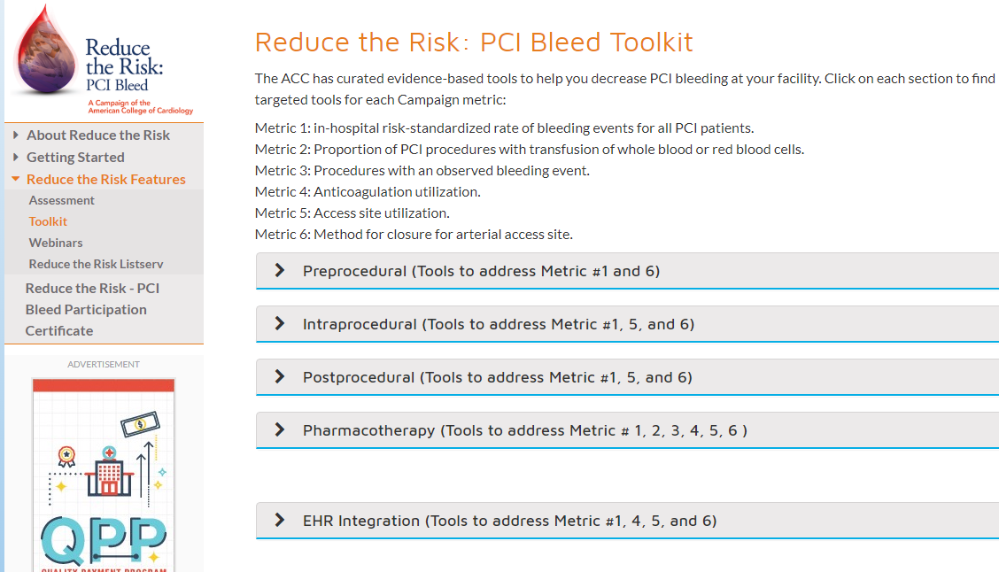 Reduce
the Risk:
PCI Bleed
A Campaign of the
American College of Cardiology
About Reduce the Risk
Getting Started
Reduce the Risk Features
Assessment
Toolkit
Webinars
Reduce the Risk Listserv
Reduce the Risk - PCI
Bleed Participation
Certificate
ADVERTISEMENT
$
QPP
QUALITY PAYMENT PROGRAM
Reduce the Risk: PCI Bleed Toolkit
The ACC has curated evidence-based tools to help you decrease PCI bleeding at your facility. Click on each section to find
targeted tools for each Campaign metric:
Metric 1: in-hospital risk-standardized rate of bleeding events for all PCI patients.
Metric 2: Proportion of PCI procedures with transfusion of whole blood or red blood cells.
Metric 3: Procedures with an observed bleeding event.
Metric 4: Anticoagulation utilization.
Metric 5: Access site utilization.
Metric 6: Method for closure for arterial access site.
Preprocedural (Tools to address Metric #1 and 6)
Intraprocedural (Tools to address Metric #1, 5, and 6)
Postprocedural (Tools to address Metric #1, 5, and 6)
Pharmacotherapy (Tools to address Metric # 1, 2, 3, 4, 5, 6 )
EHR Integration (Tools to address Metric #1, 4, 5, and 6)